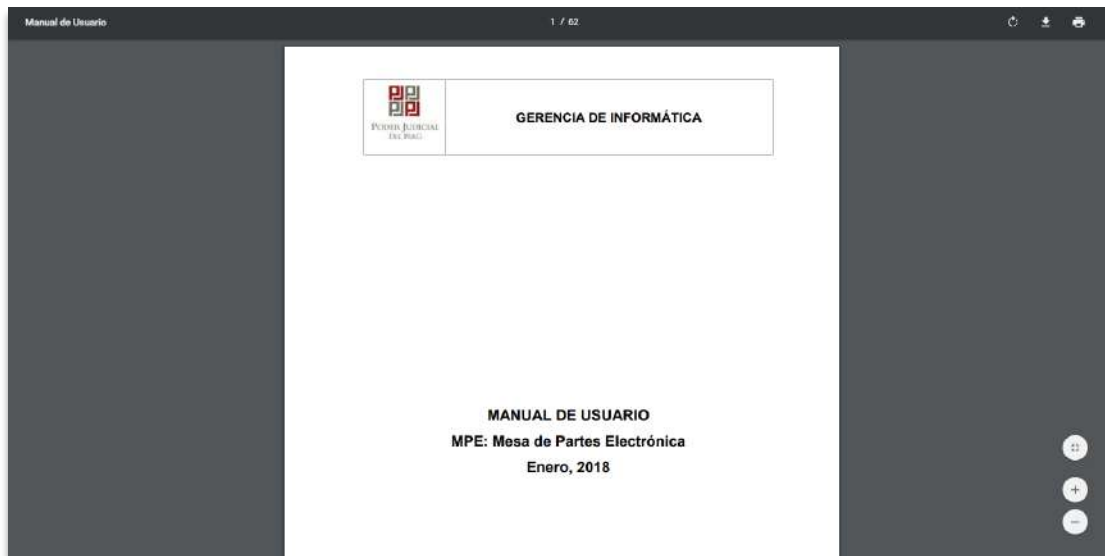 Manual de Usuario
1 / 62
PODER JUDICIAL
DEL PERÚ
GERENCIA DE INFORMÁTICA
MANUAL DE USUARIO
MPE: Mesa de Partes Electrónica
Enero, 2018